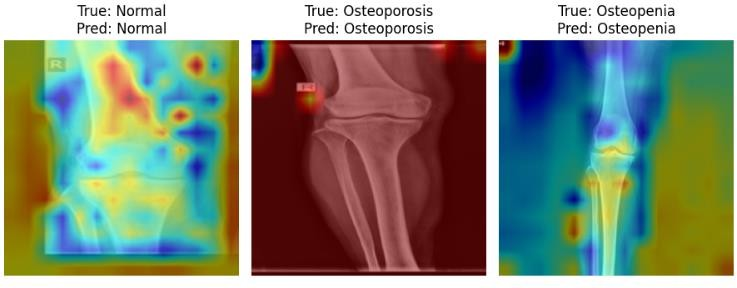 True: Normal
Pred: Normal
True: Osteoporosis
Pred: Osteoporosis
True: Osteopenia
Pred: Osteopenia
R